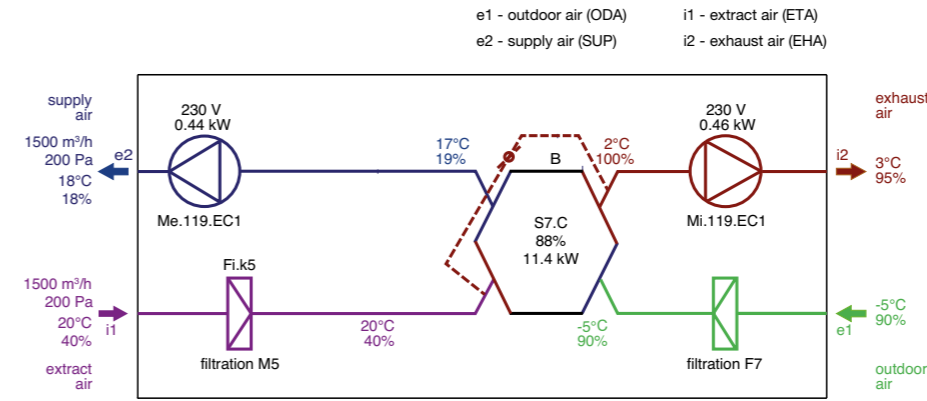 e1 - outdoor air (ODA)
i1 - extract air (ETA)
e2 - supply air (SUP)
i2 - exhaust air (EHA)
supply
air
1500 m³/h
200 Pa
e2
18°C
18%
230 V
0.44 kW
Me.119.EC1
17°C
19%
B
2°C
100%
230 V
0.46 kW
Mi.119.EC1
exhaust
air
i2
3°C
95%
S7.C
88%
11.4 kW
1500 m³/h
200 Pa
20°C
40%
i1
extract
air
Fi.k5
filtration M5
20°C
40%
-5°C
90%
filtration F7
e1
-5°C
90%
outdoor
air